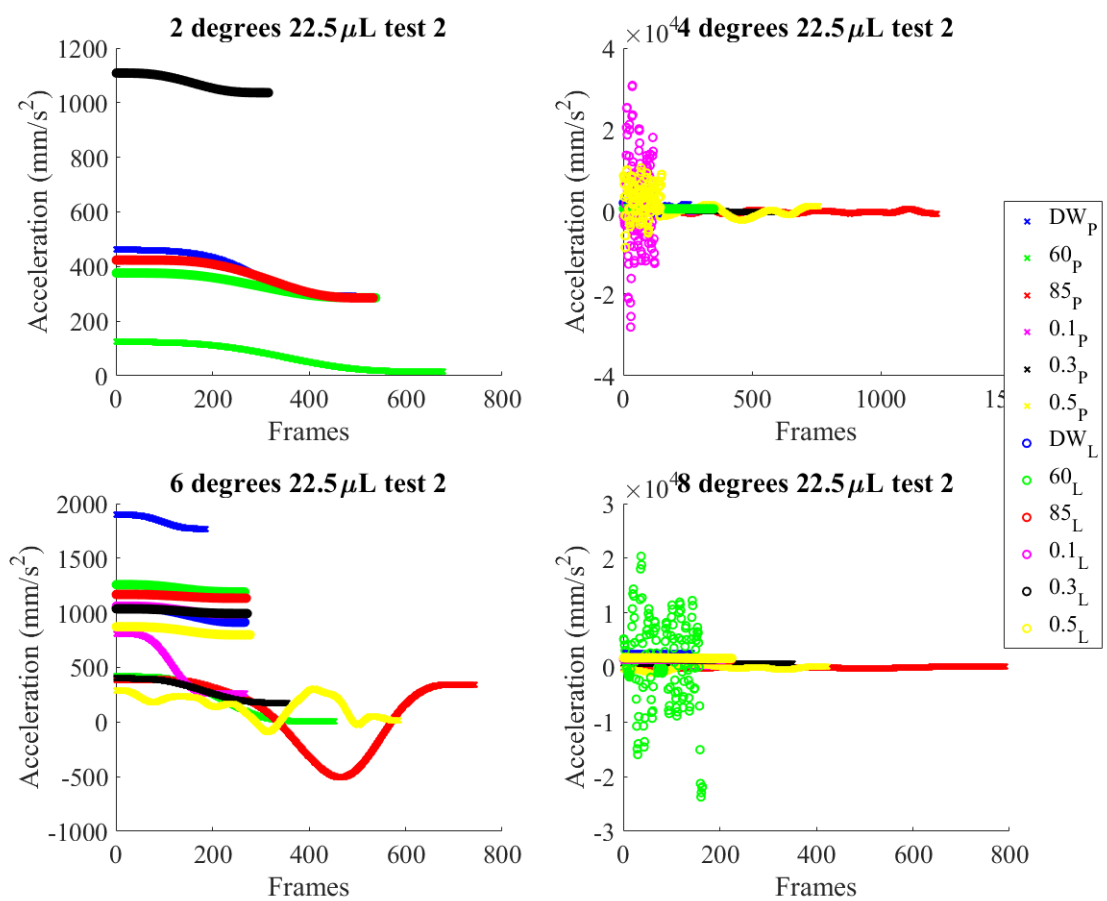 2 degrees 22.5μL test 2
1200
1000
800
600
400
200
0
0
200
400
600
800
Acceleration (mm/s²)
Frames
×10⁴
4 degrees 22.5μL test 2
4
2
0
-2
-4
0
500
1000
Acceleration (mm/s²)
Frames
6 degrees 22.5μL test 2
2000
1500
1000
500
0
-500
-1000
0
200
400
600
800
Acceleration (mm/s²)
Frames
×10⁴
8 degrees 22.5μL test 2
3
2
1
0
-1
-2
-3
0
200
400
600
800
Acceleration (mm/s²)
Frames
DW_P
60_P
85_P
0.1_P
0.3_P
0.5_P
DW_L
60_L
85_L
0.1_L
0.3_L
0.5_L